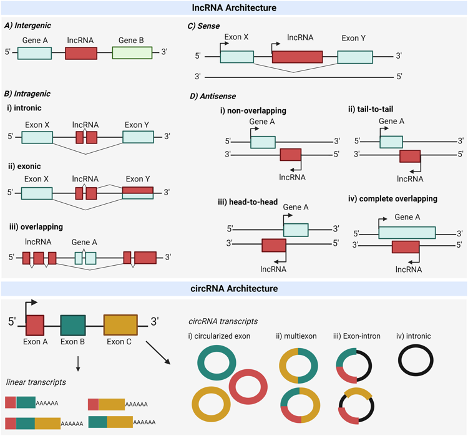 lncRNA Architecture
A) Intergenic
Gene A lncRNA Gene B
5' 3'
B) Intragenic
i) intronic
Exon X lncRNA Exon Y
5' 3'
ii) exonic
Exon X lncRNA Exon Y
5' 3'
iii) overlapping
lncRNA Gene A lncRNA
5' 3'
C) Sense
Exon X lncRNA Exon Y
5' 3'
5' 3'
D) Antisense
i) non-overlapping
Gene A
5' 3'
3' 5'
lncRNA
ii) tail-to-tail
Gene A
5' 3'
3' 5'
lncRNA
iii) head-to-head
Gene A
5' 3'
3' 5'
lncRNA
iv) complete overlapping
Gene A
5' 3'
3' 5'
lncRNA
circRNA Architecture
5' 3'
Exon A Exon B Exon C
linear transcripts
AAAAAA
AAAAAA
AAAAAA
AAAAAA
circRNA transcripts
i) circularized exon ii) multiexon iii) Exon-intron iv) intronic